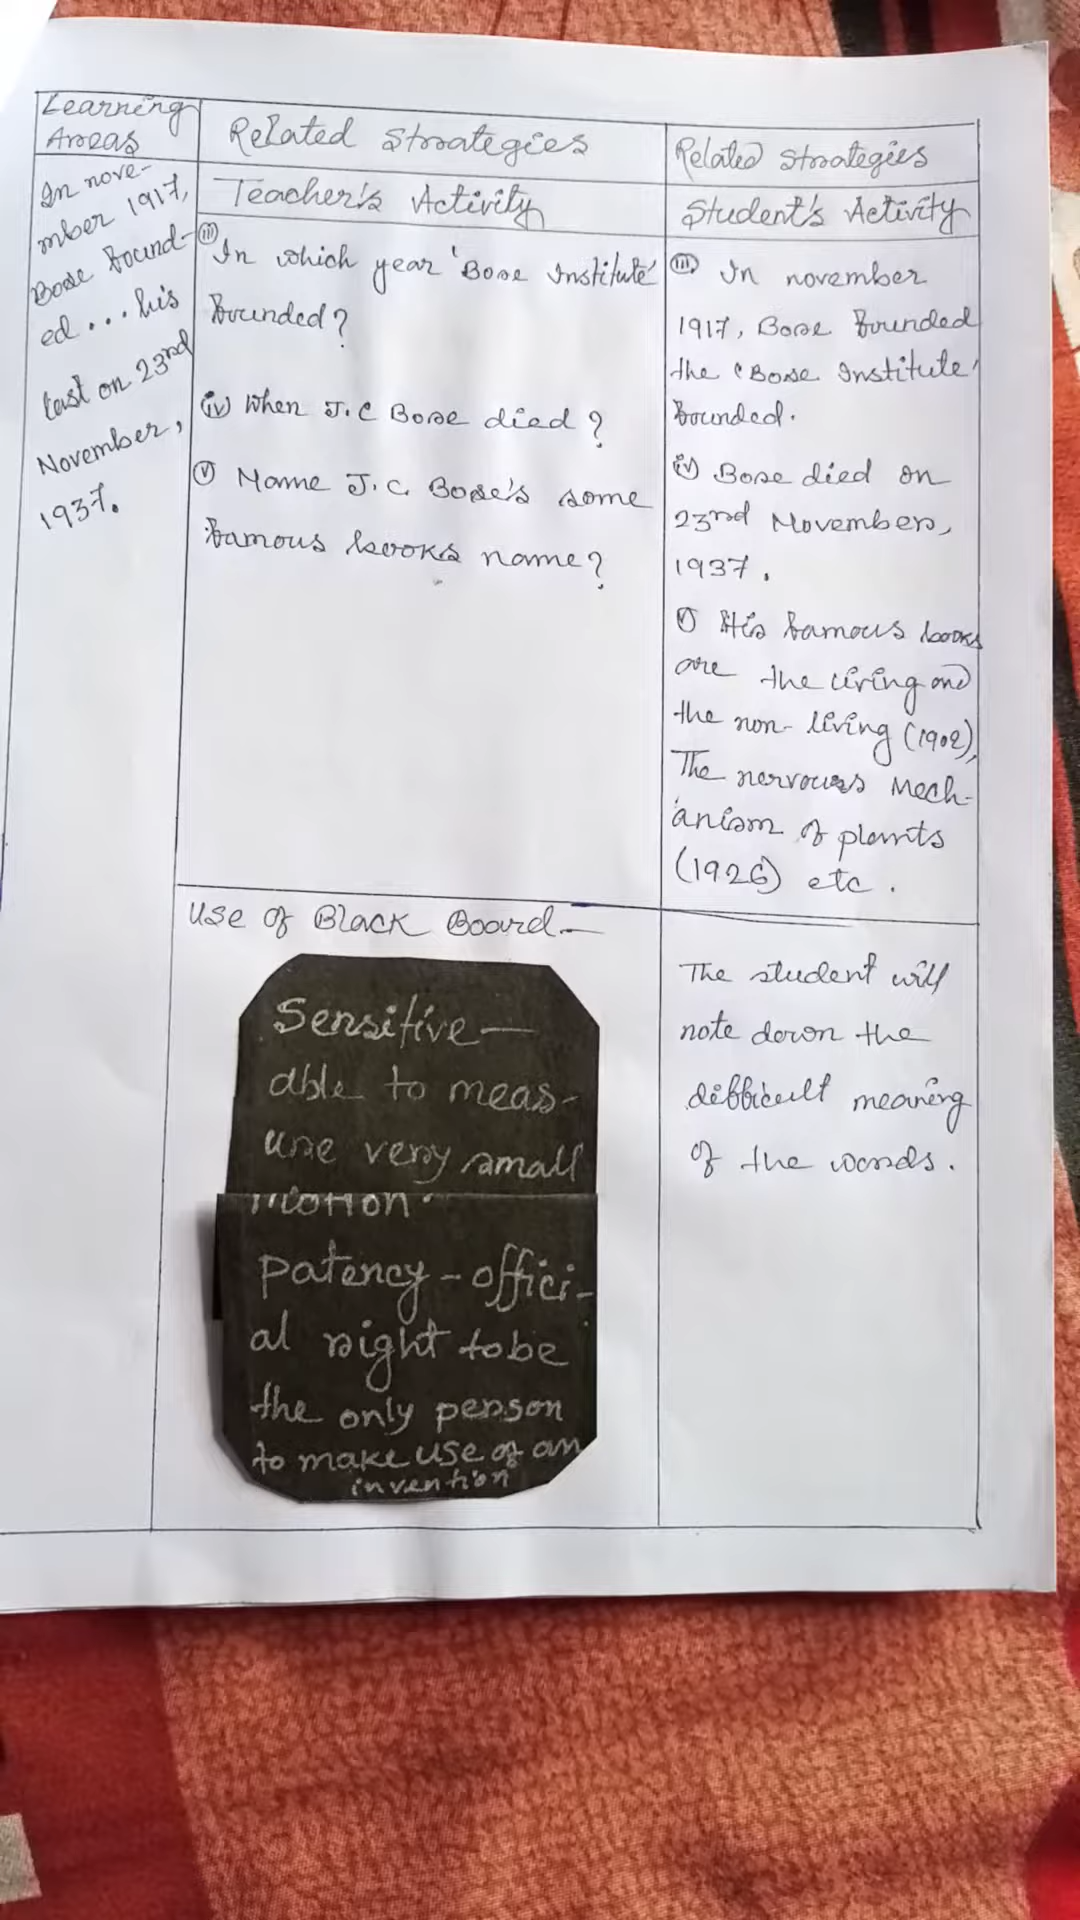 Learning
Areas
Related Strategies
Related Strategies
Teacher's Activity
Student's Activity
In nove-
mber 1917,
Bose Found-
ed... his
last on 23rd
November,
1937.
(iii) In which year 'Bose Institute'
Founded?
(iv) When J.C Bose died?
(v) Name J.C. Bose's some
famous books name?
(iii) In november
1917, Bose Founded
the 'Bose Institute'
Founded.
(iv) Bose died on
23rd November,
1937.
(v) His famous books
are the living and
the non-living (1902),
The nervous Mech-
anism of plants
(1926) etc.
Use of Black Board—
Sensitive—
able to meas-
ure very small
motion.
Patency-offici-
al right to be
the only person
to make use of an
invention
The student will
note down the
difficult meaning
of the words.